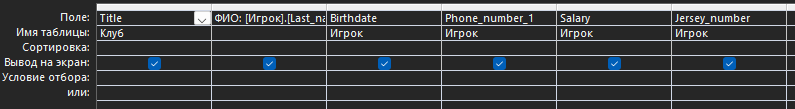 Поле: Title ФИО: [Игрок].[Last_na Birthdate Phone_number_1 Salary Jersey_number
Имя таблицы: Клуб Игрок Игрок Игрок Игрок
Сортировка:
Вывод на экран:
Условие отбора:
или: